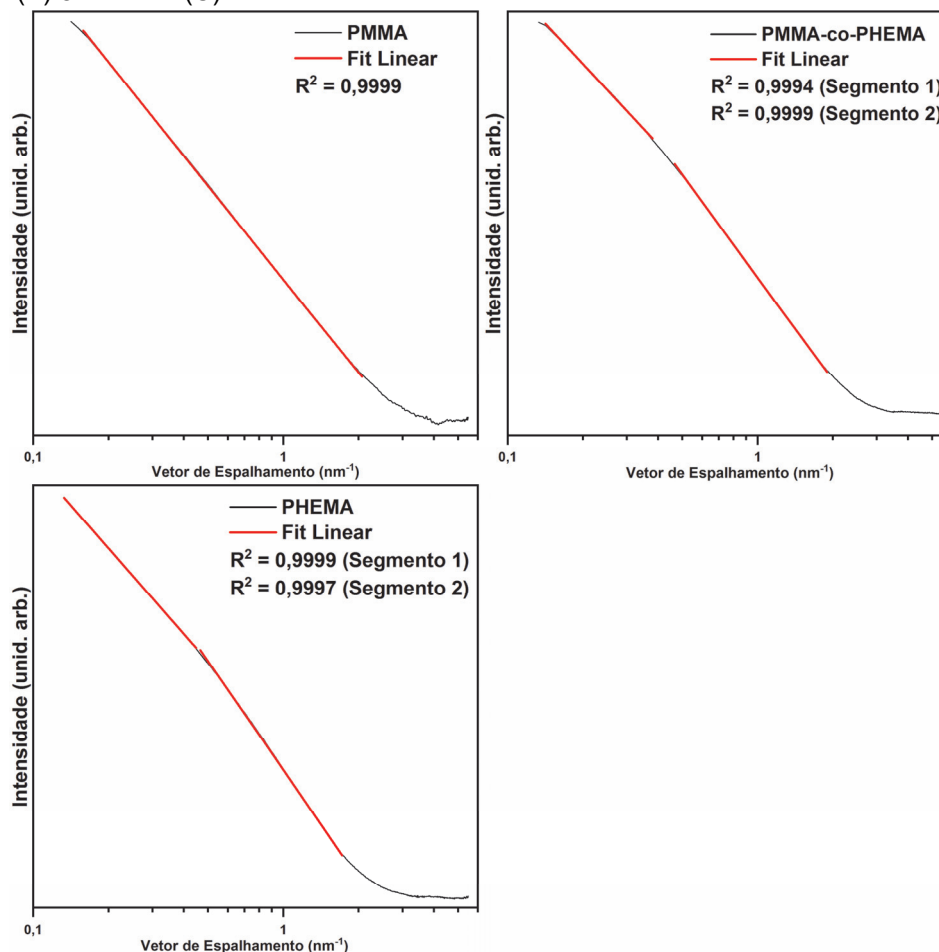 PMMA
Fit Linear
R² = 0,9999
Intensidade (unid. arb.)
0,1
1
Vetor de Espalhamento (nm⁻¹)
PMMA-co-PHEMA
Fit Linear
R² = 0,9994 (Segmento 1)
R² = 0,9999 (Segmento 2)
Intensidade (unid. arb.)
0,1
1
Vetor de Espalhamento (nm⁻¹)
PHEMA
Fit Linear
R² = 0,9999 (Segmento 1)
R² = 0,9997 (Segmento 2)
Intensidade (unid. arb.)
0,1
1
Vetor de Espalhamento (nm⁻¹)